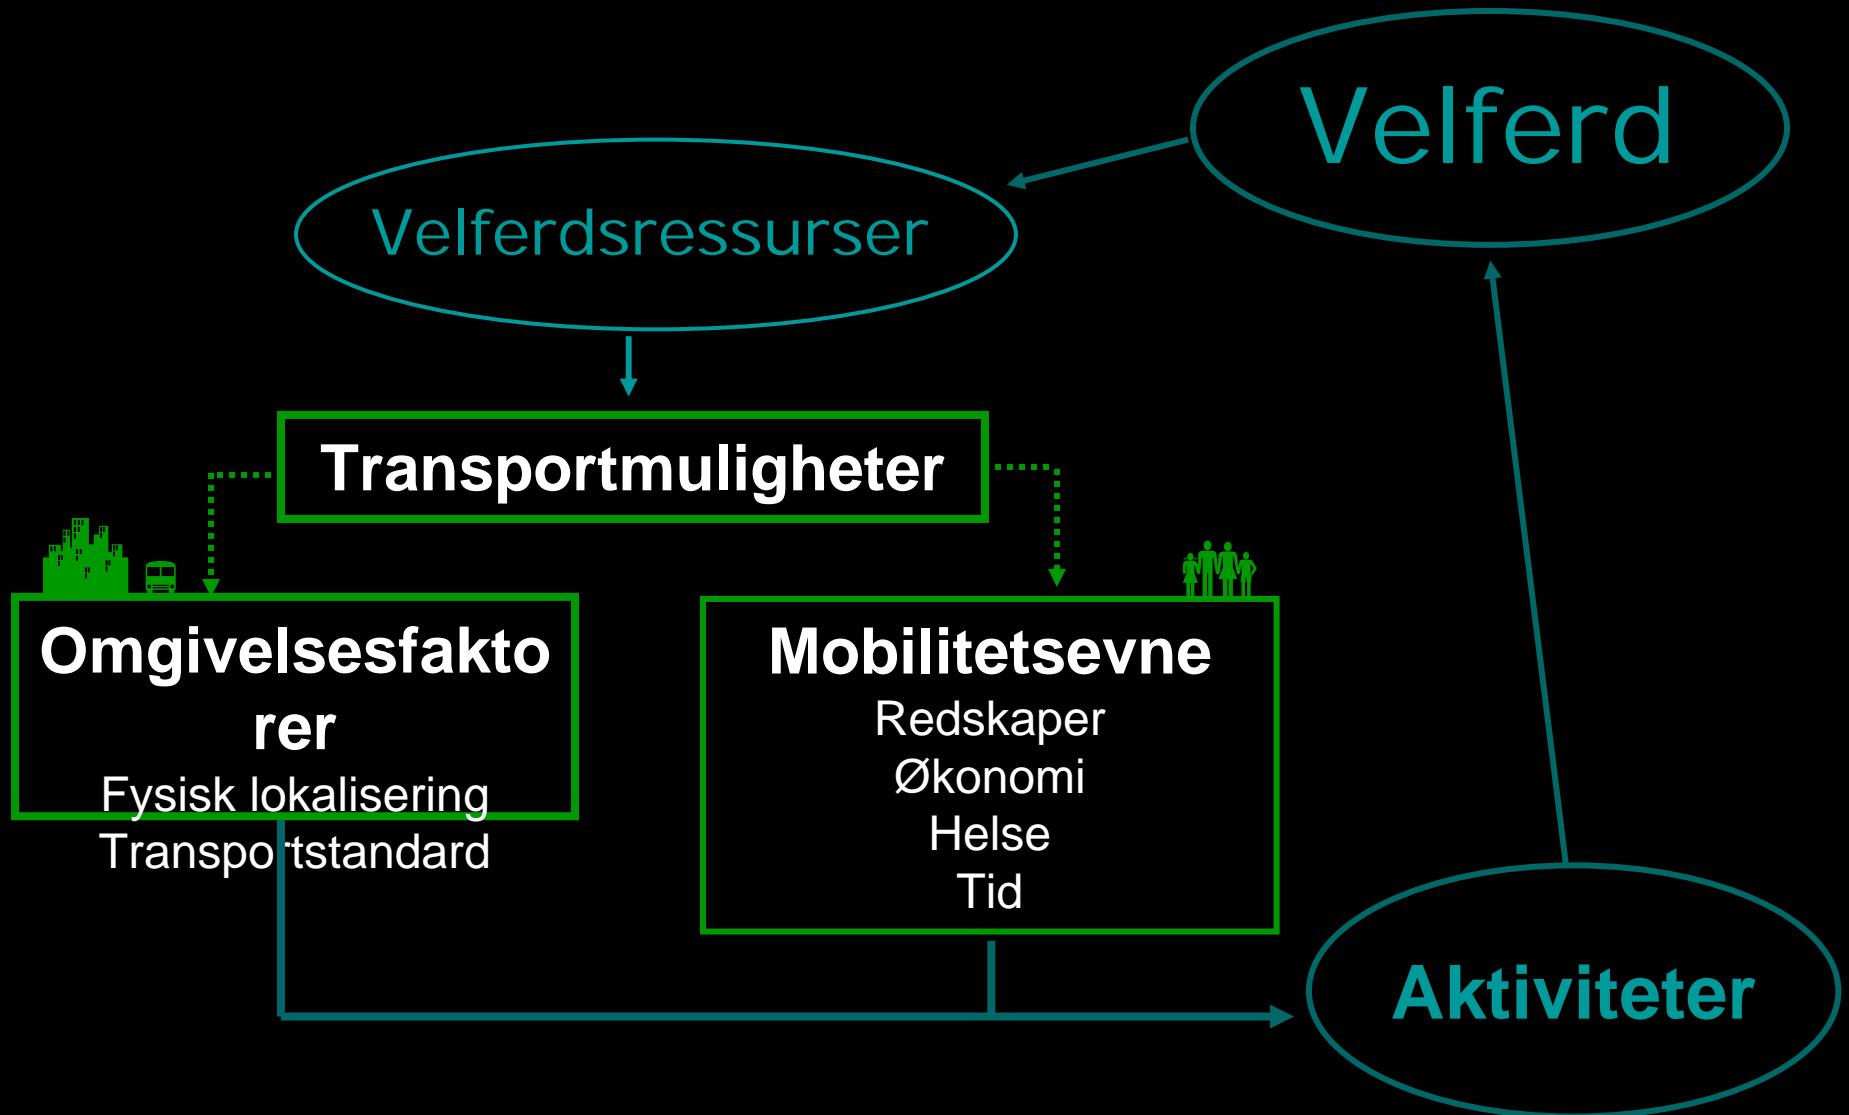 Velferd
Velferdsressurser
Transportmuligheter
Omgivelsesfakto
rer
Fysisk lokalisering
Transportstandard
Mobilitetsevne
Redskaper
Økonomi
Helse
Tid
Aktiviteter